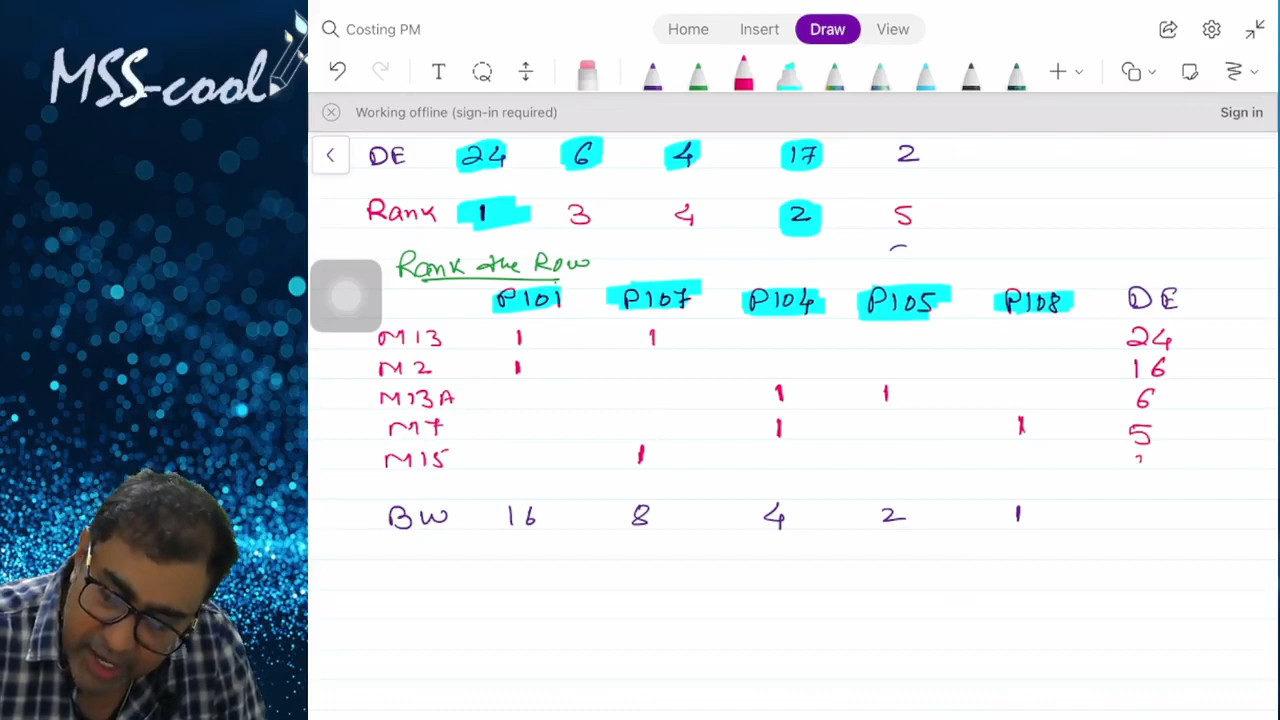 MSS-cool
Costing PM
Home Insert Draw View
Working offline (sign-in required) Sign in
DE 24 6 4 17 2
Rank 1 3 4 2 5
Rank the Row
P101 P107 P104 P105 P108 DE
M13 1 1 24
M2 1 16
M13A 1 1 6
M7 1 1 5
M15 1
BW 16 8 4 2 1